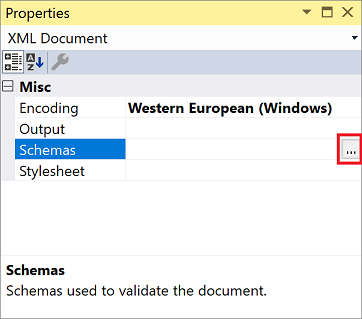 Properties
XML Document
A
Z
Misc
Encoding Western European (Windows)
Output
Schemas ...
Stylesheet
Schemas
Schemas used to validate the document.